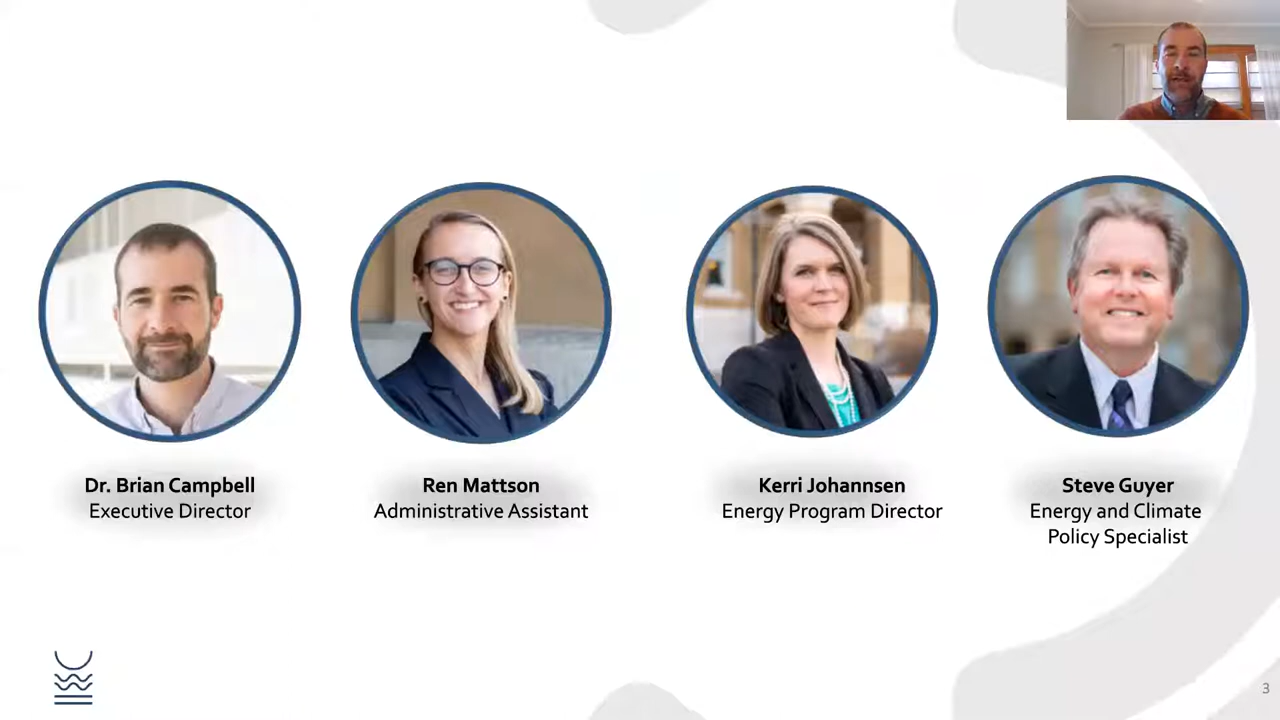 Dr. Brian Campbell
Executive Director
Ren Mattson
Administrative Assistant
Kerri Johannsen
Energy Program Director
Steve Guyer
Energy and Climate
Policy Specialist
3